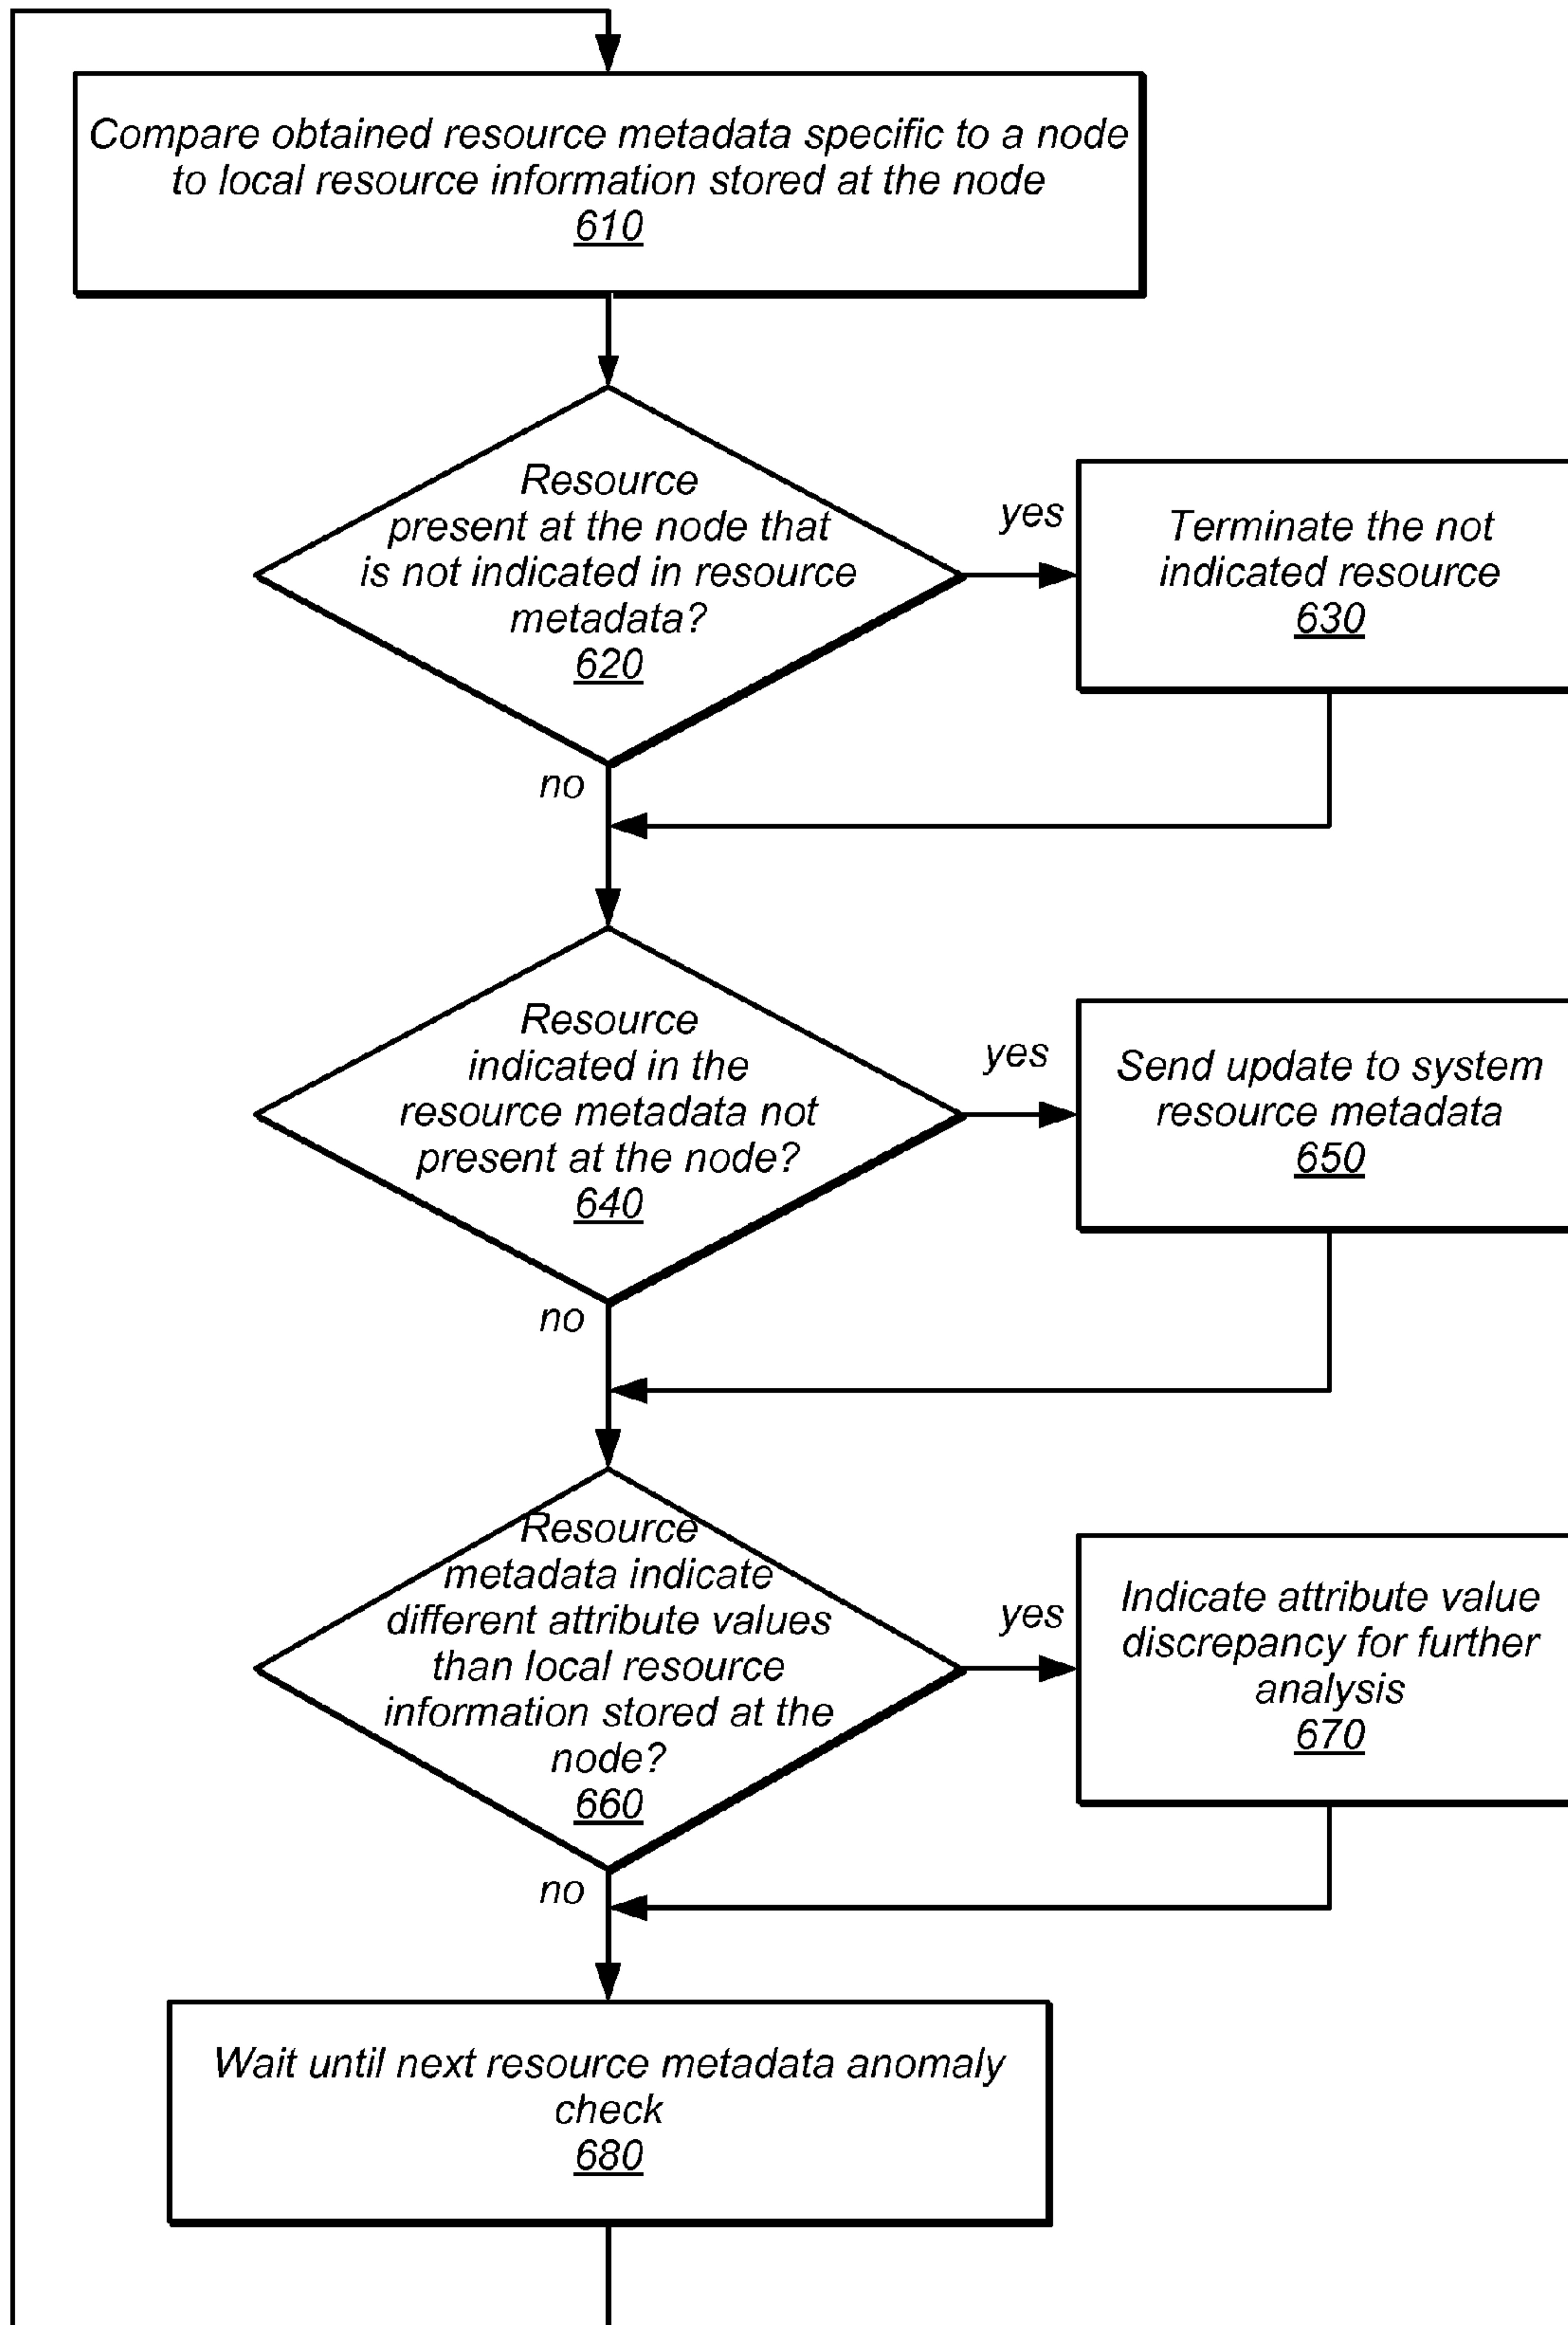 Compare obtained resource metadata specific to a node
to local resource information stored at the node
610
Resource
present at the node that
is not indicated in resource
metadata?
620
yes
Terminate the not
indicated resource
630
no
Resource
indicated in the
resource metadata not
present at the node?
640
yes
Send update to system
resource metadata
650
no
Resource
metadata indicate
different attribute values
than local resource
information stored at the
node?
660
yes
Indicate attribute value
discrepancy for further
analysis
670
no
Wait until next resource metadata anomaly
check
680